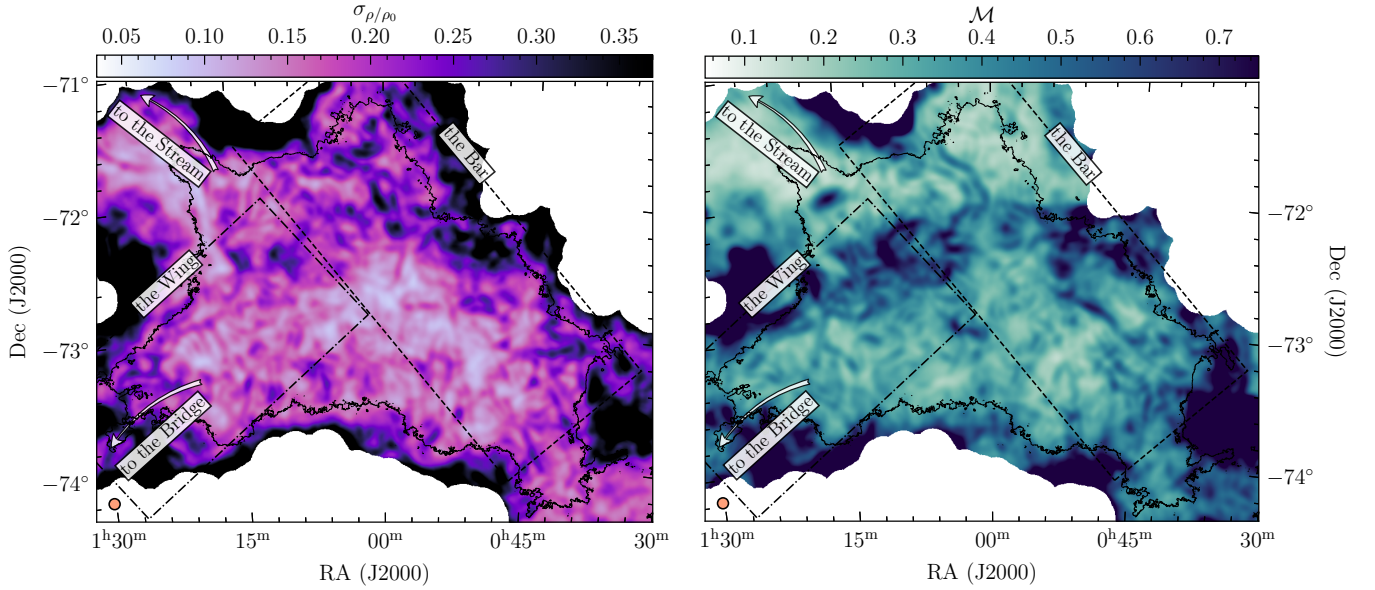 σρ/ρ0
0.05 0.10 0.15 0.20 0.25 0.30 0.35
−71°
−72°
−73°
−74°
Dec (J2000)
to the Stream
the Bar
the Wing
to the Bridge
1ʰ30ᵐ 15ᵐ 00ᵐ 0ʰ45ᵐ 30ᵐ
RA (J2000)
ℳ
0.1 0.2 0.3 0.4 0.5 0.6 0.7
to the Stream
the Bar
the Wing
to the Bridge
−72°
−73°
−74°
Dec (J2000)
1ʰ30ᵐ 15ᵐ 00ᵐ 0ʰ45ᵐ 30ᵐ
RA (J2000)